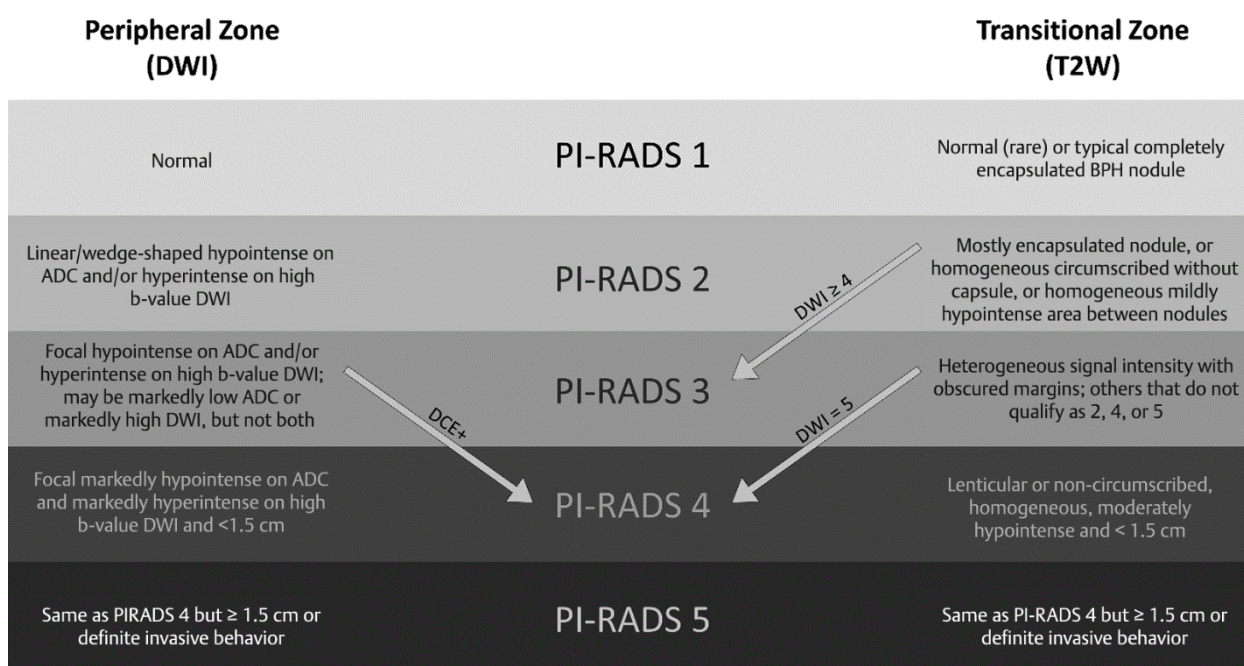 Peripheral Zone
(DWI)
Transitional Zone
(T2W)
Normal
PI-RADS 1
Normal (rare) or typical completely
encapsulated BPH nodule
Linear/wedge-shaped hypointense on
ADC and/or hyperintense on high
b-value DWI
PI-RADS 2
DWI ≥ 4
Mostly encapsulated nodule, or
homogeneous circumscribed without
capsule, or homogeneous mildly
hypointense area between nodules
Focal hypointense on ADC and/or
hyperintense on high b-value DWI;
may be markedly low ADC or
markedly high DWI, but not both
DCE+
PI-RADS 3
DWI = 5
Heterogeneous signal intensity with
obscured margins; others that do not
qualify as 2, 4, or 5
Focal markedly hypointense on ADC
and markedly hyperintense on high
b-value DWI and <1.5 cm
PI-RADS 4
Lenticular or non-circumscribed,
homogeneous, moderately
hypointense and < 1.5 cm
Same as PIRADS 4 but ≥ 1.5 cm or
definite invasive behavior
PI-RADS 5
Same as PI-RADS 4 but ≥ 1.5 cm or
definite invasive behavior